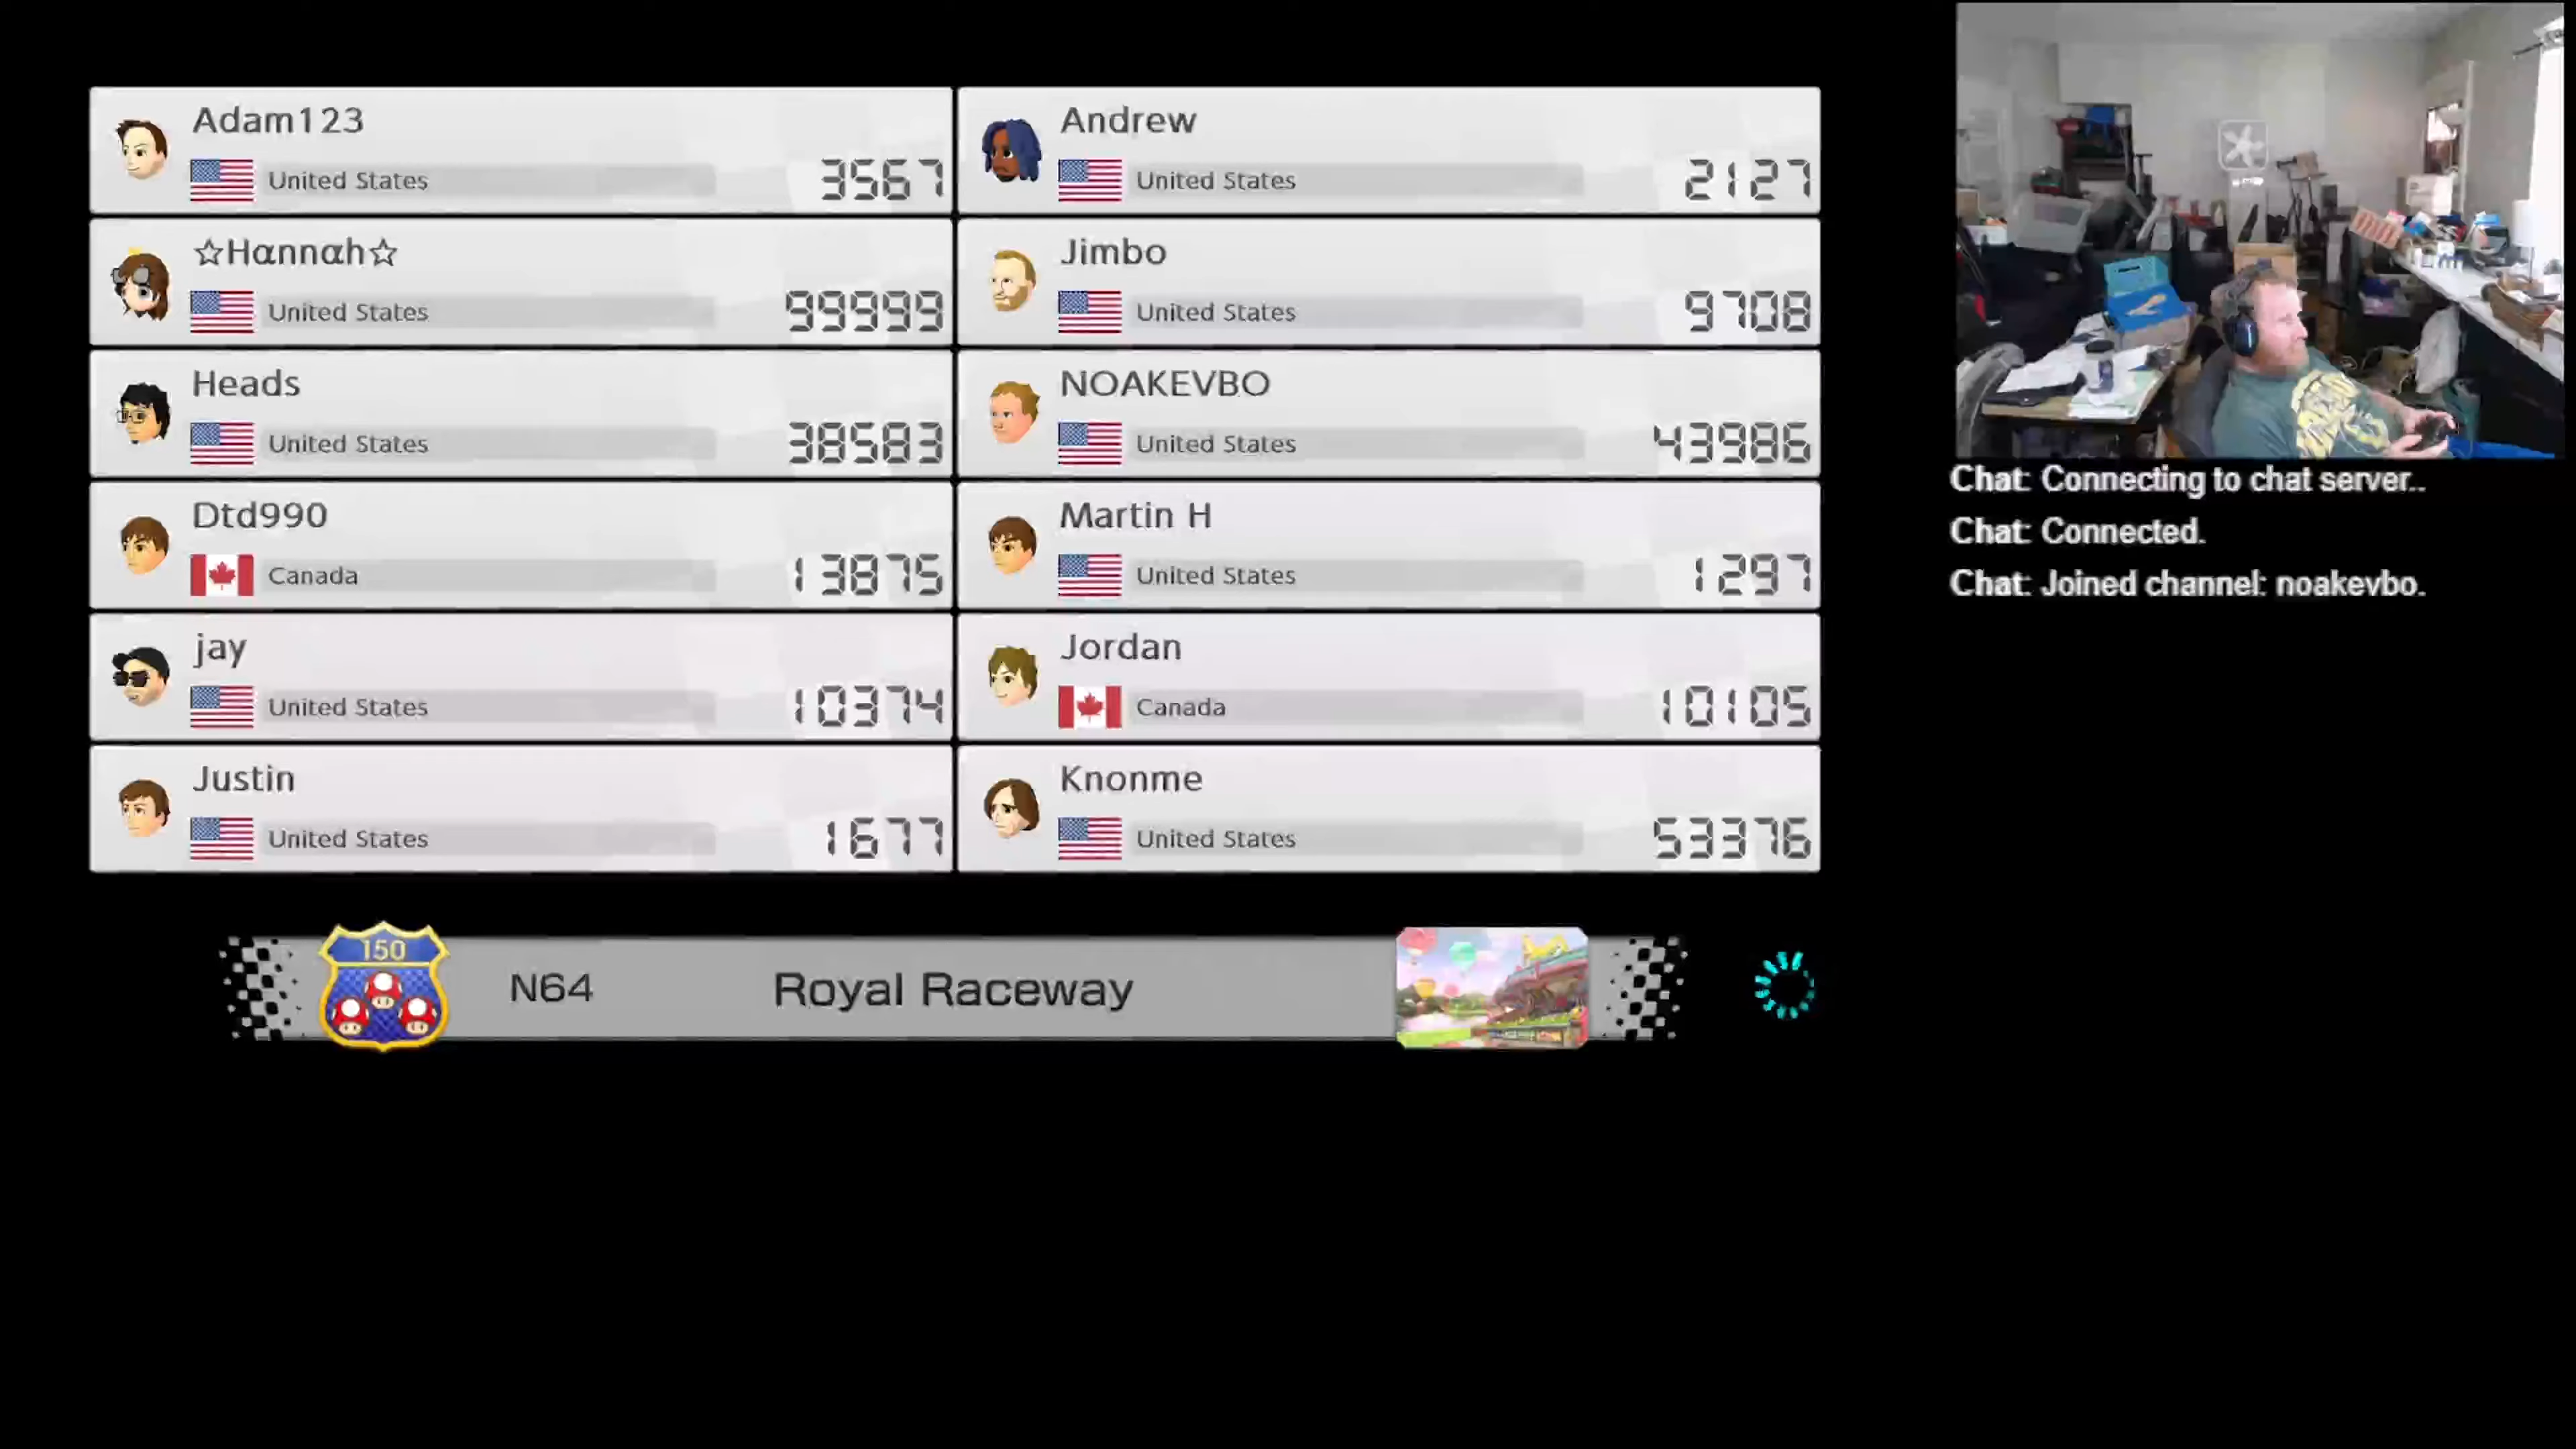 Adam123
United States 3567
Andrew
United States 2127
☆Hαnnαh☆
United States 99999
Jimbo
United States 9708
Heads
United States 38583
NOAKEVBO
United States 43986
Dtd990
Canada 13875
Martin H
United States 1297
jay
United States 10374
Jordan
Canada 10105
Justin
United States 1677
Knonme
United States 53376
150
N64 Royal Raceway
Chat: Connecting to chat server..
Chat: Connected.
Chat: Joined channel: noakevbo.